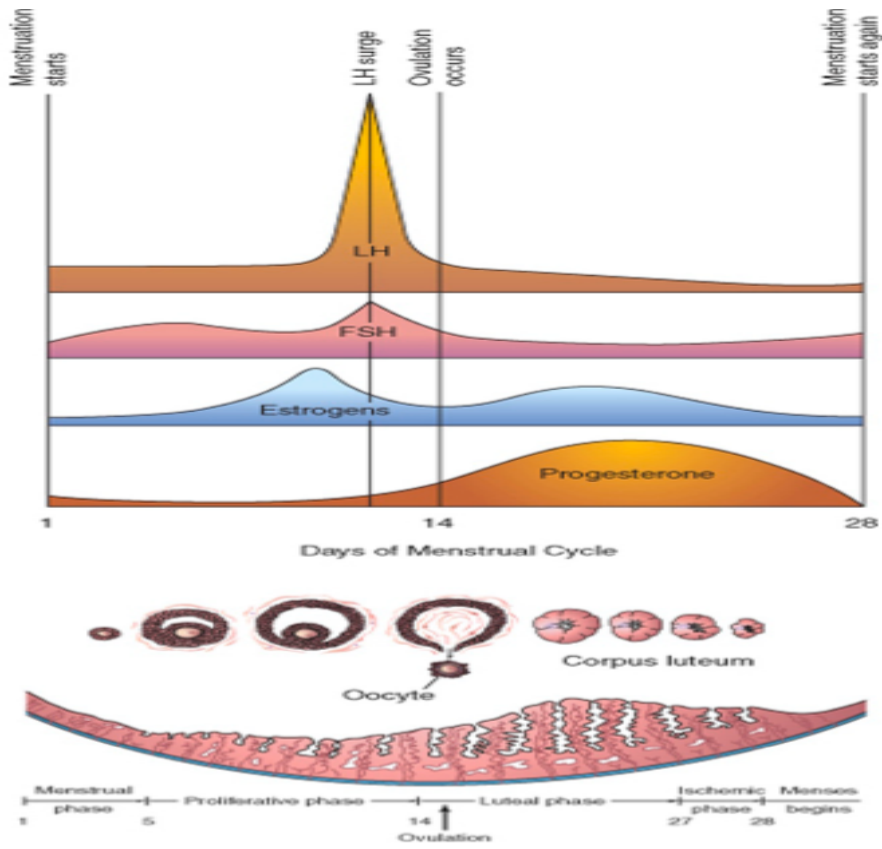 Menstruation
starts
LH surge
Ovulation
occurs
Menstruation
starts again
LH
FSH
Estrogens
Progesterone
1
14
28
Days of Menstrual Cycle
Corpus luteum
Oocyte
Menstrual
phase
Proliferative phase
Luteal phase
Ischemic
phase
Menses
begins
1
5
14
27
28
Ovulation